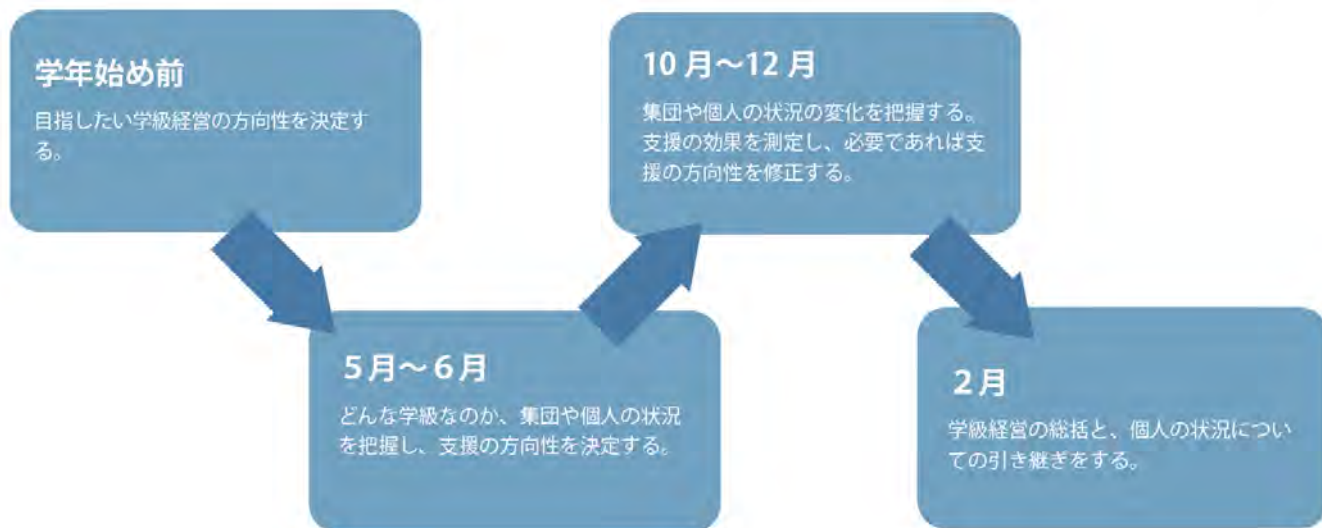 学年始め前
目指したい学級経営の方向性を決定す
る。
5月～6月
どんな学級なのか、集団や個人の状況
を把握し、支援の方向性を決定する。
10月～12月
集団や個人の状況の変化を把握する。
支援の効果を測定し、必要であれば支
援の方向性を修正する。
2月
学級経営の総括と、個人の状況につい
ての引き継ぎをする。